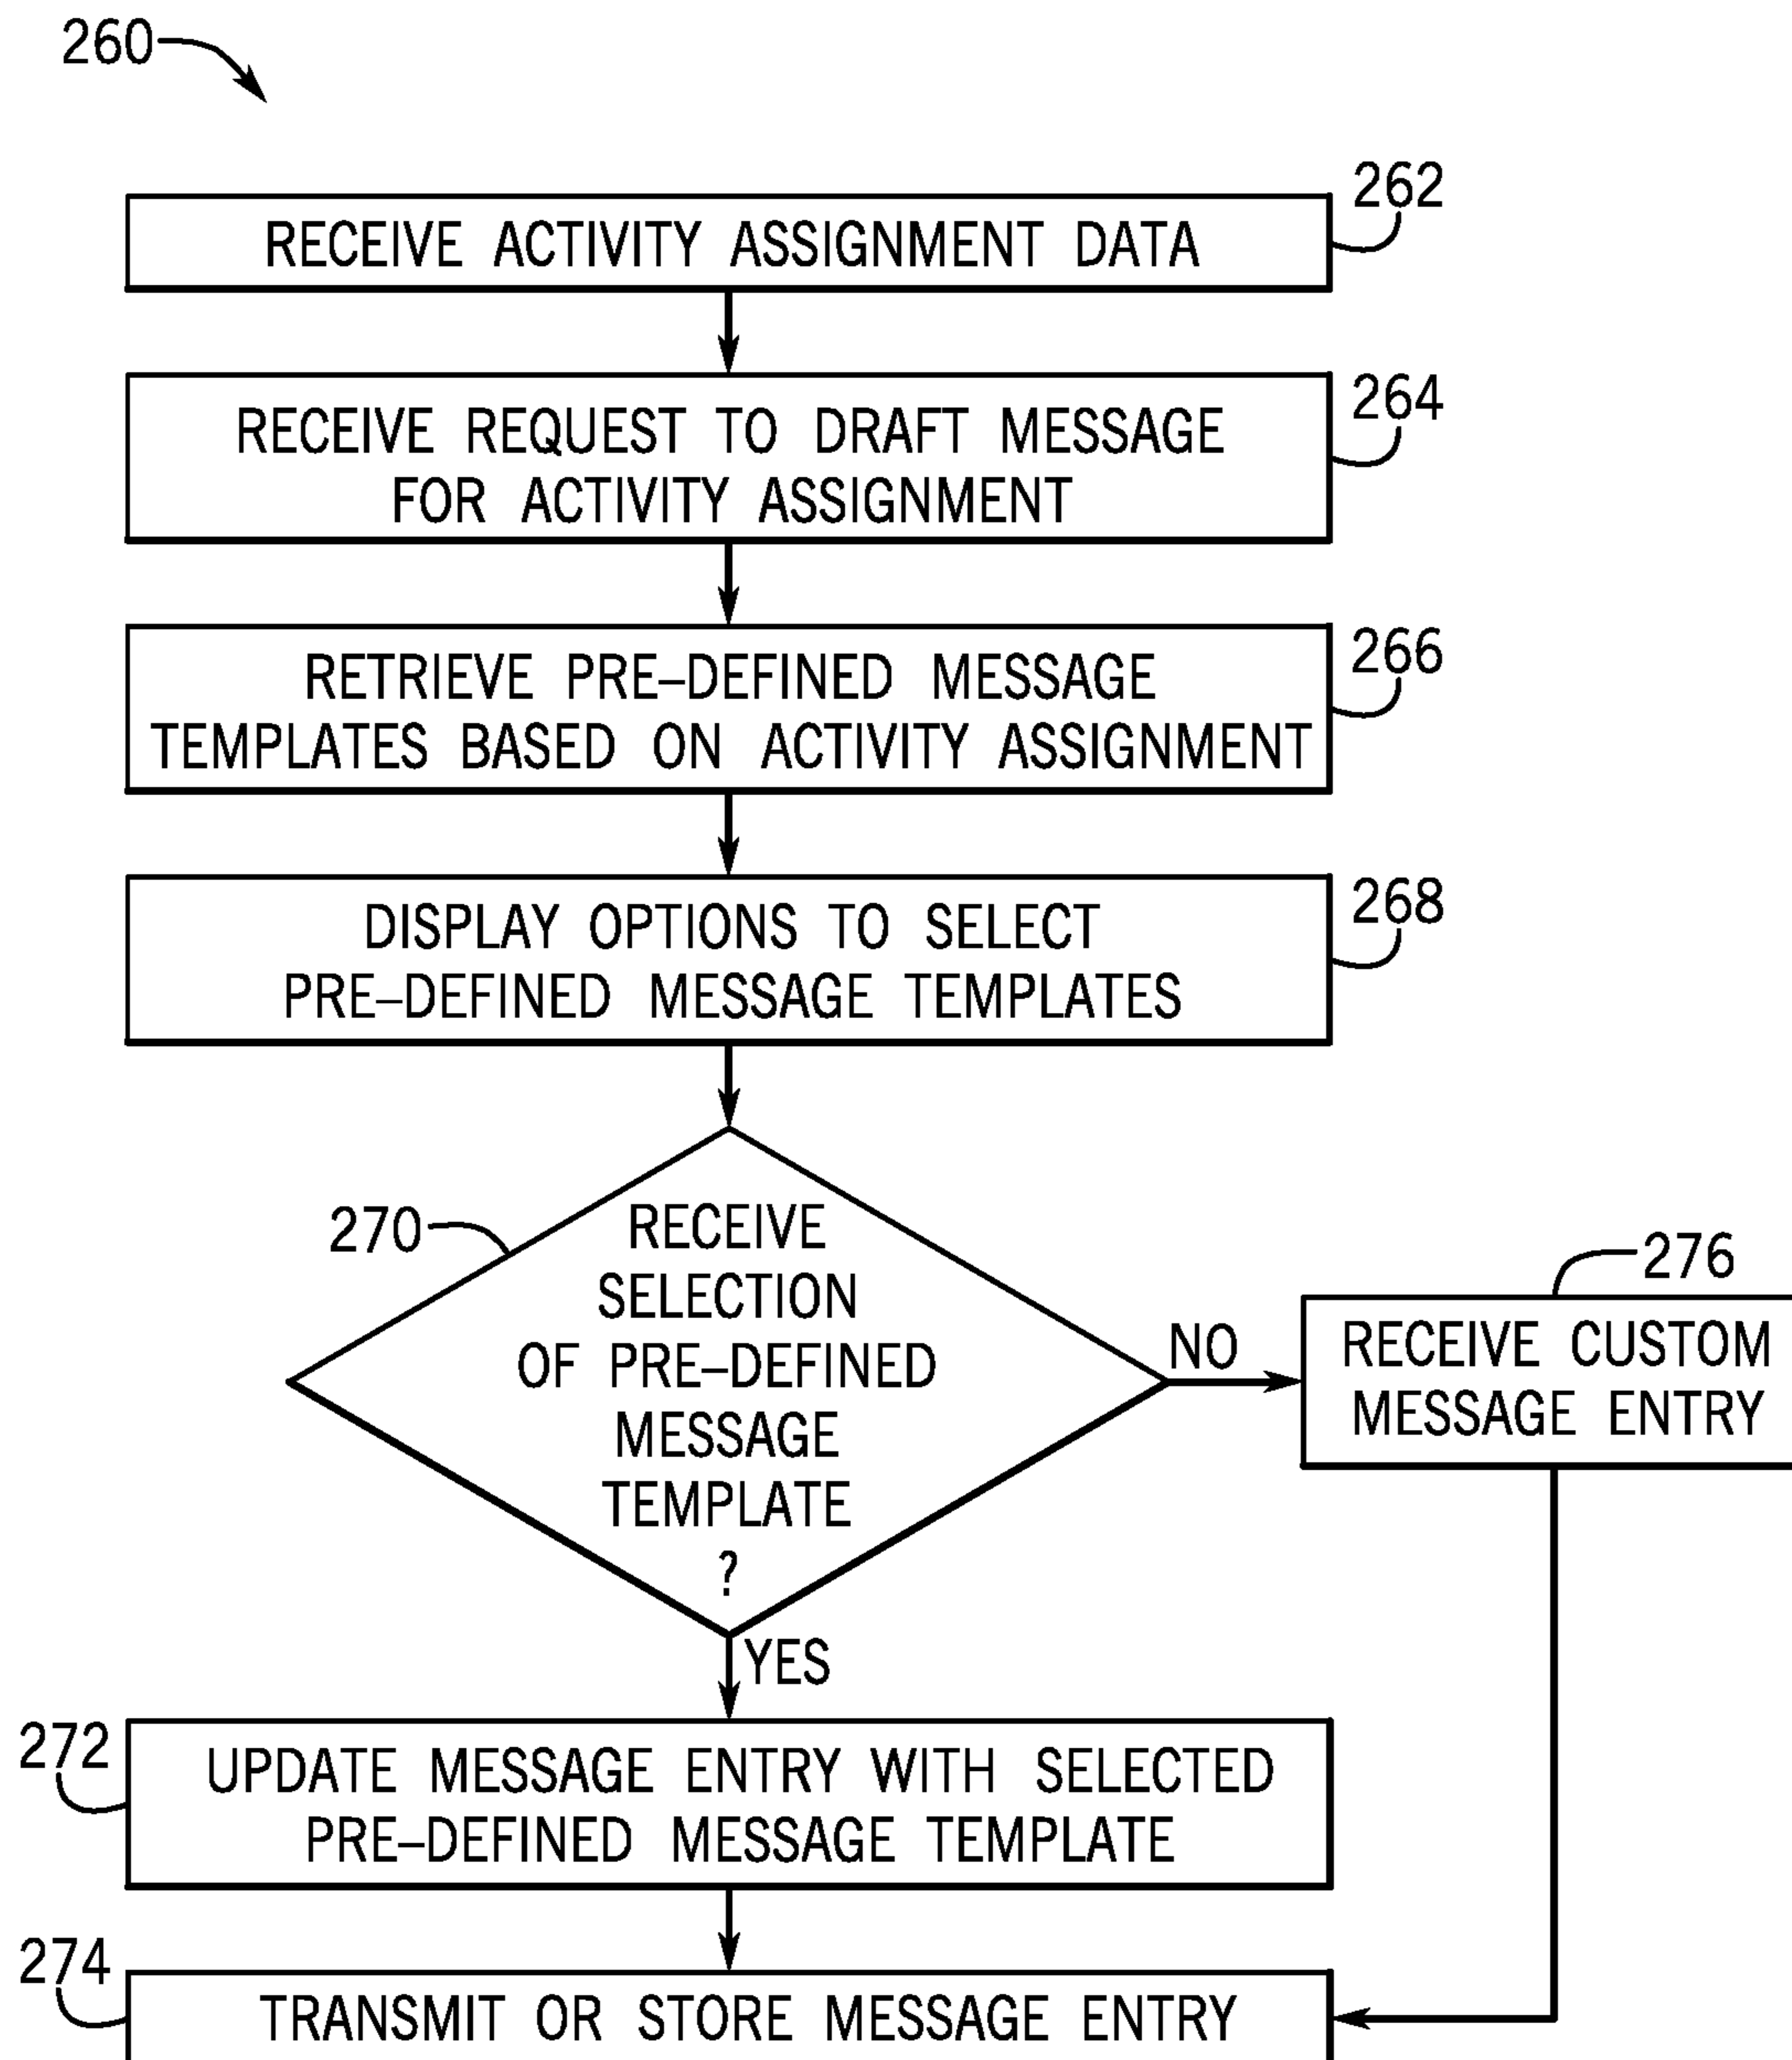 260
262
RECEIVE ACTIVITY ASSIGNMENT DATA
264
RECEIVE REQUEST TO DRAFT MESSAGE
FOR ACTIVITY ASSIGNMENT
266
RETRIEVE PRE–DEFINED MESSAGE
TEMPLATES BASED ON ACTIVITY ASSIGNMENT
268
DISPLAY OPTIONS TO SELECT
PRE–DEFINED MESSAGE TEMPLATES
270
RECEIVE
SELECTION
OF PRE–DEFINED
MESSAGE
TEMPLATE
?
NO
276
RECEIVE CUSTOM
MESSAGE ENTRY
YES
272
UPDATE MESSAGE ENTRY WITH SELECTED
PRE–DEFINED MESSAGE TEMPLATE
274
TRANSMIT OR STORE MESSAGE ENTRY